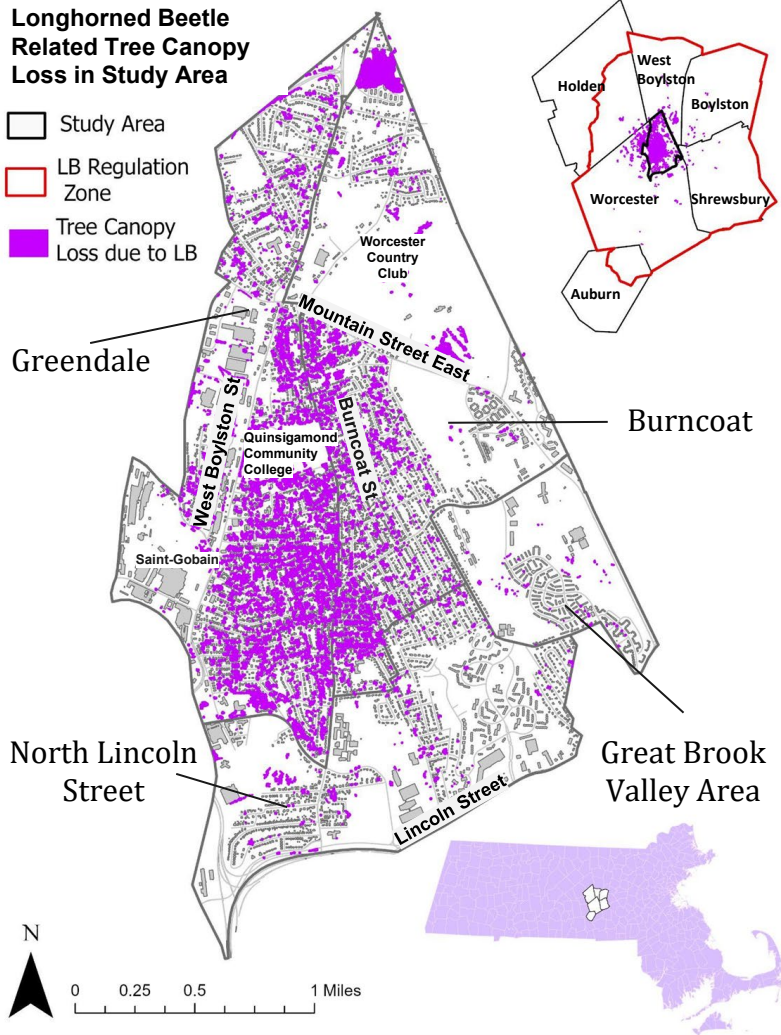 Longhorned Beetle
Related Tree Canopy
Loss in Study Area
Study Area
LB Regulation
Zone
Tree Canopy
Loss due to LB
Holden
West
Boylston
Boylston
Worcester
Shrewsbury
Auburn
Worcester
Country
Club
Mountain Street East
Greendale
West Boylston St
Burncoat St
Burncoat
Quinsigamond
Community
College
Saint-Gobain
North Lincoln
Street
Great Brook
Valley Area
Lincoln Street
N
0 0.25 0.5 1 Miles